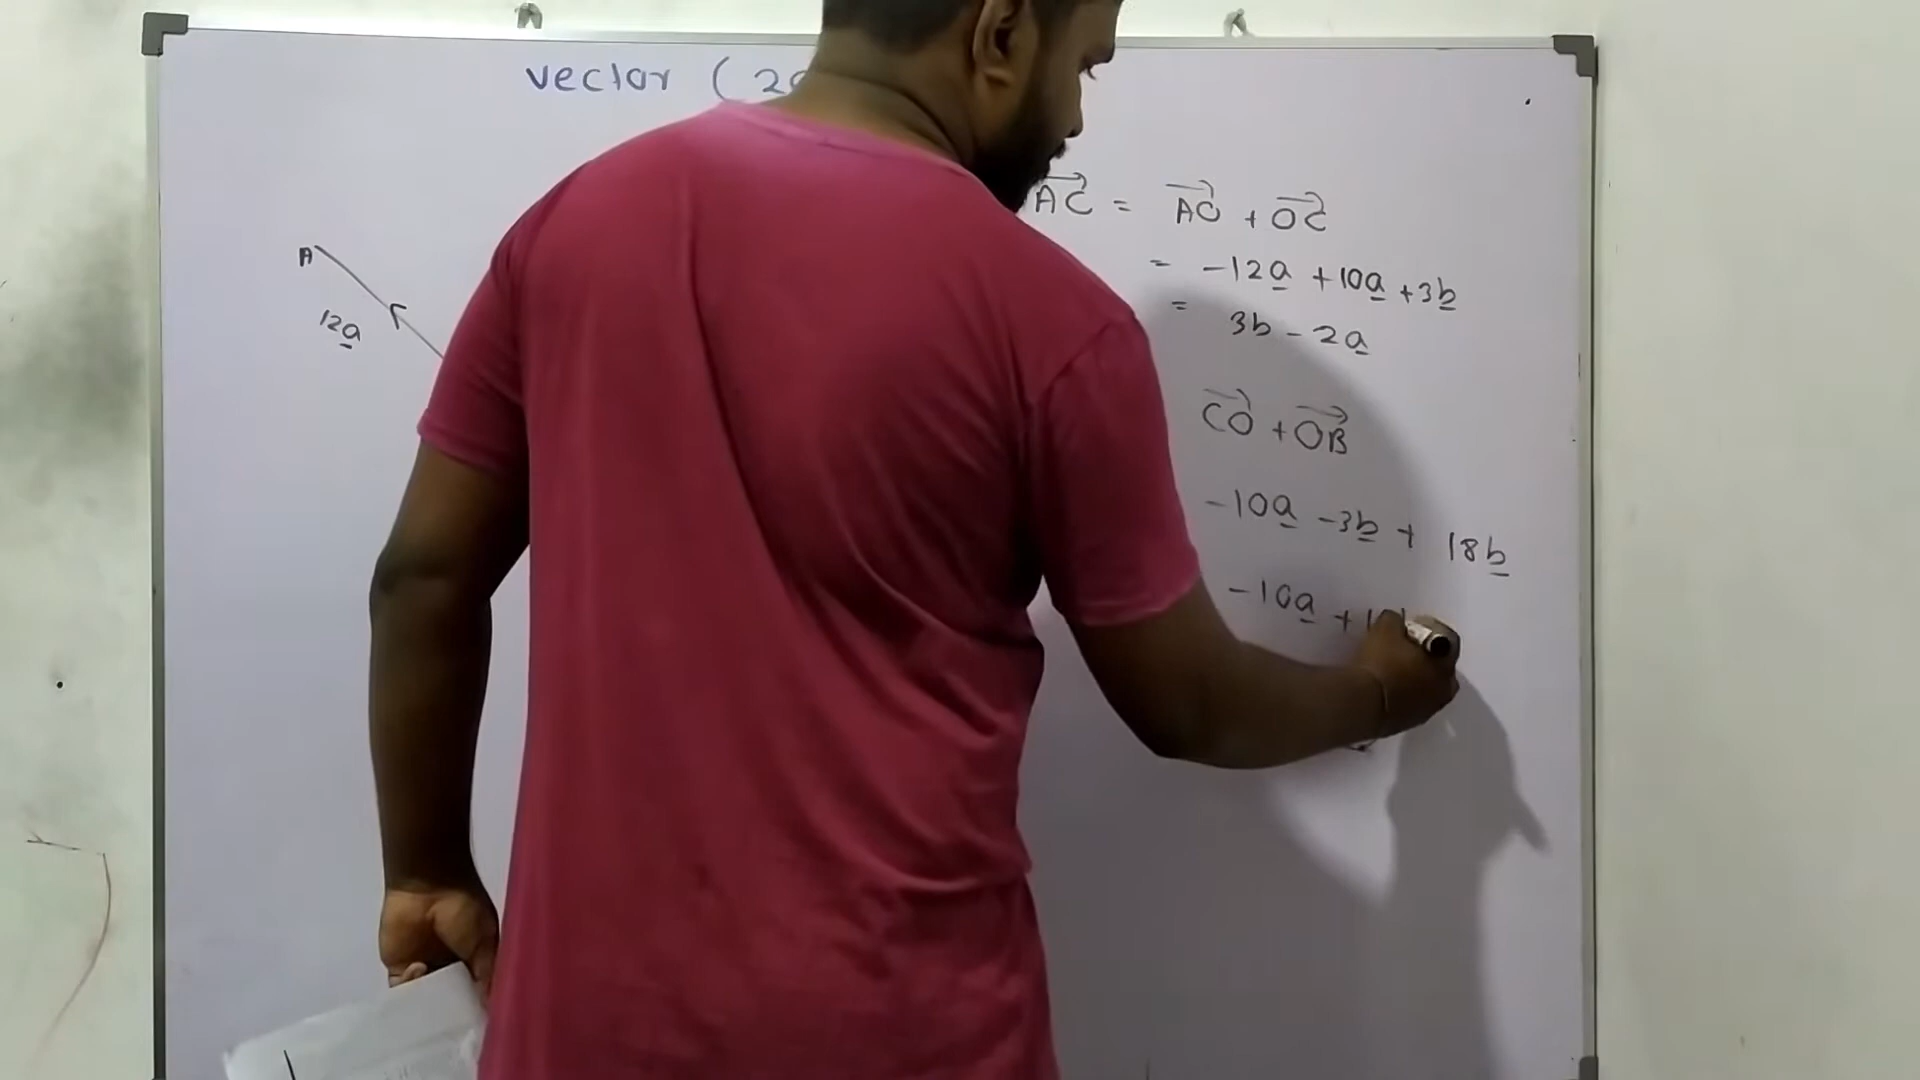 vector (2
A
12a
AC = AO + OC
= -12a + 10a + 3b
= 3b - 2a
CO + OB
-10a - 3b + 18b
-10a +